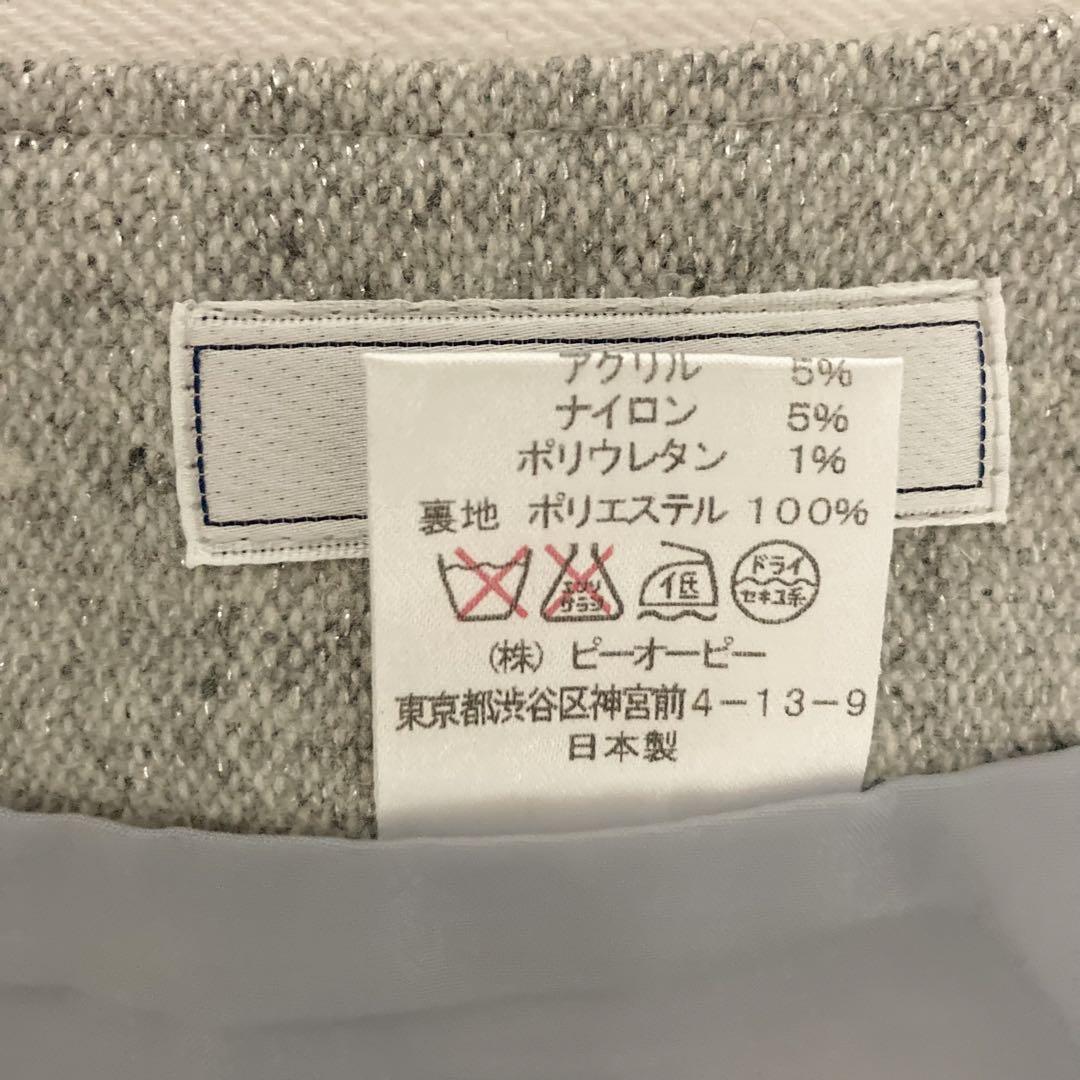 アクリル 5%
ナイロン 5%
ポリウレタン 1%
裏地 ポリエステル 100%
エンソ サラシ 低 ドライ セキユ系
(株) ピーオーピー
東京都渋谷区神宮前4-13-9
日本製